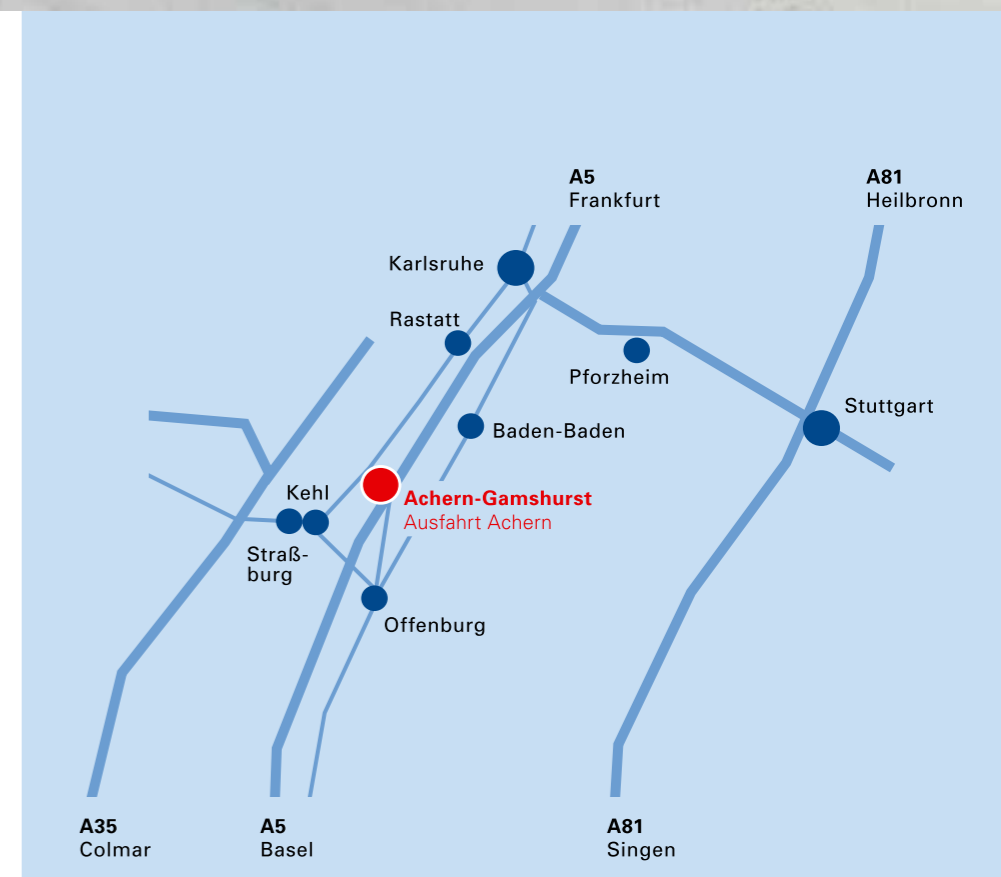 A5
Frankfurt
A81
Heilbronn
Karlsruhe
Rastatt
Pforzheim
Stuttgart
Baden-Baden
Kehl
Achern-Gamshurst
Ausfahrt Achern
Straß-
burg
Offenburg
A35
Colmar
A5
Basel
A81
Singen